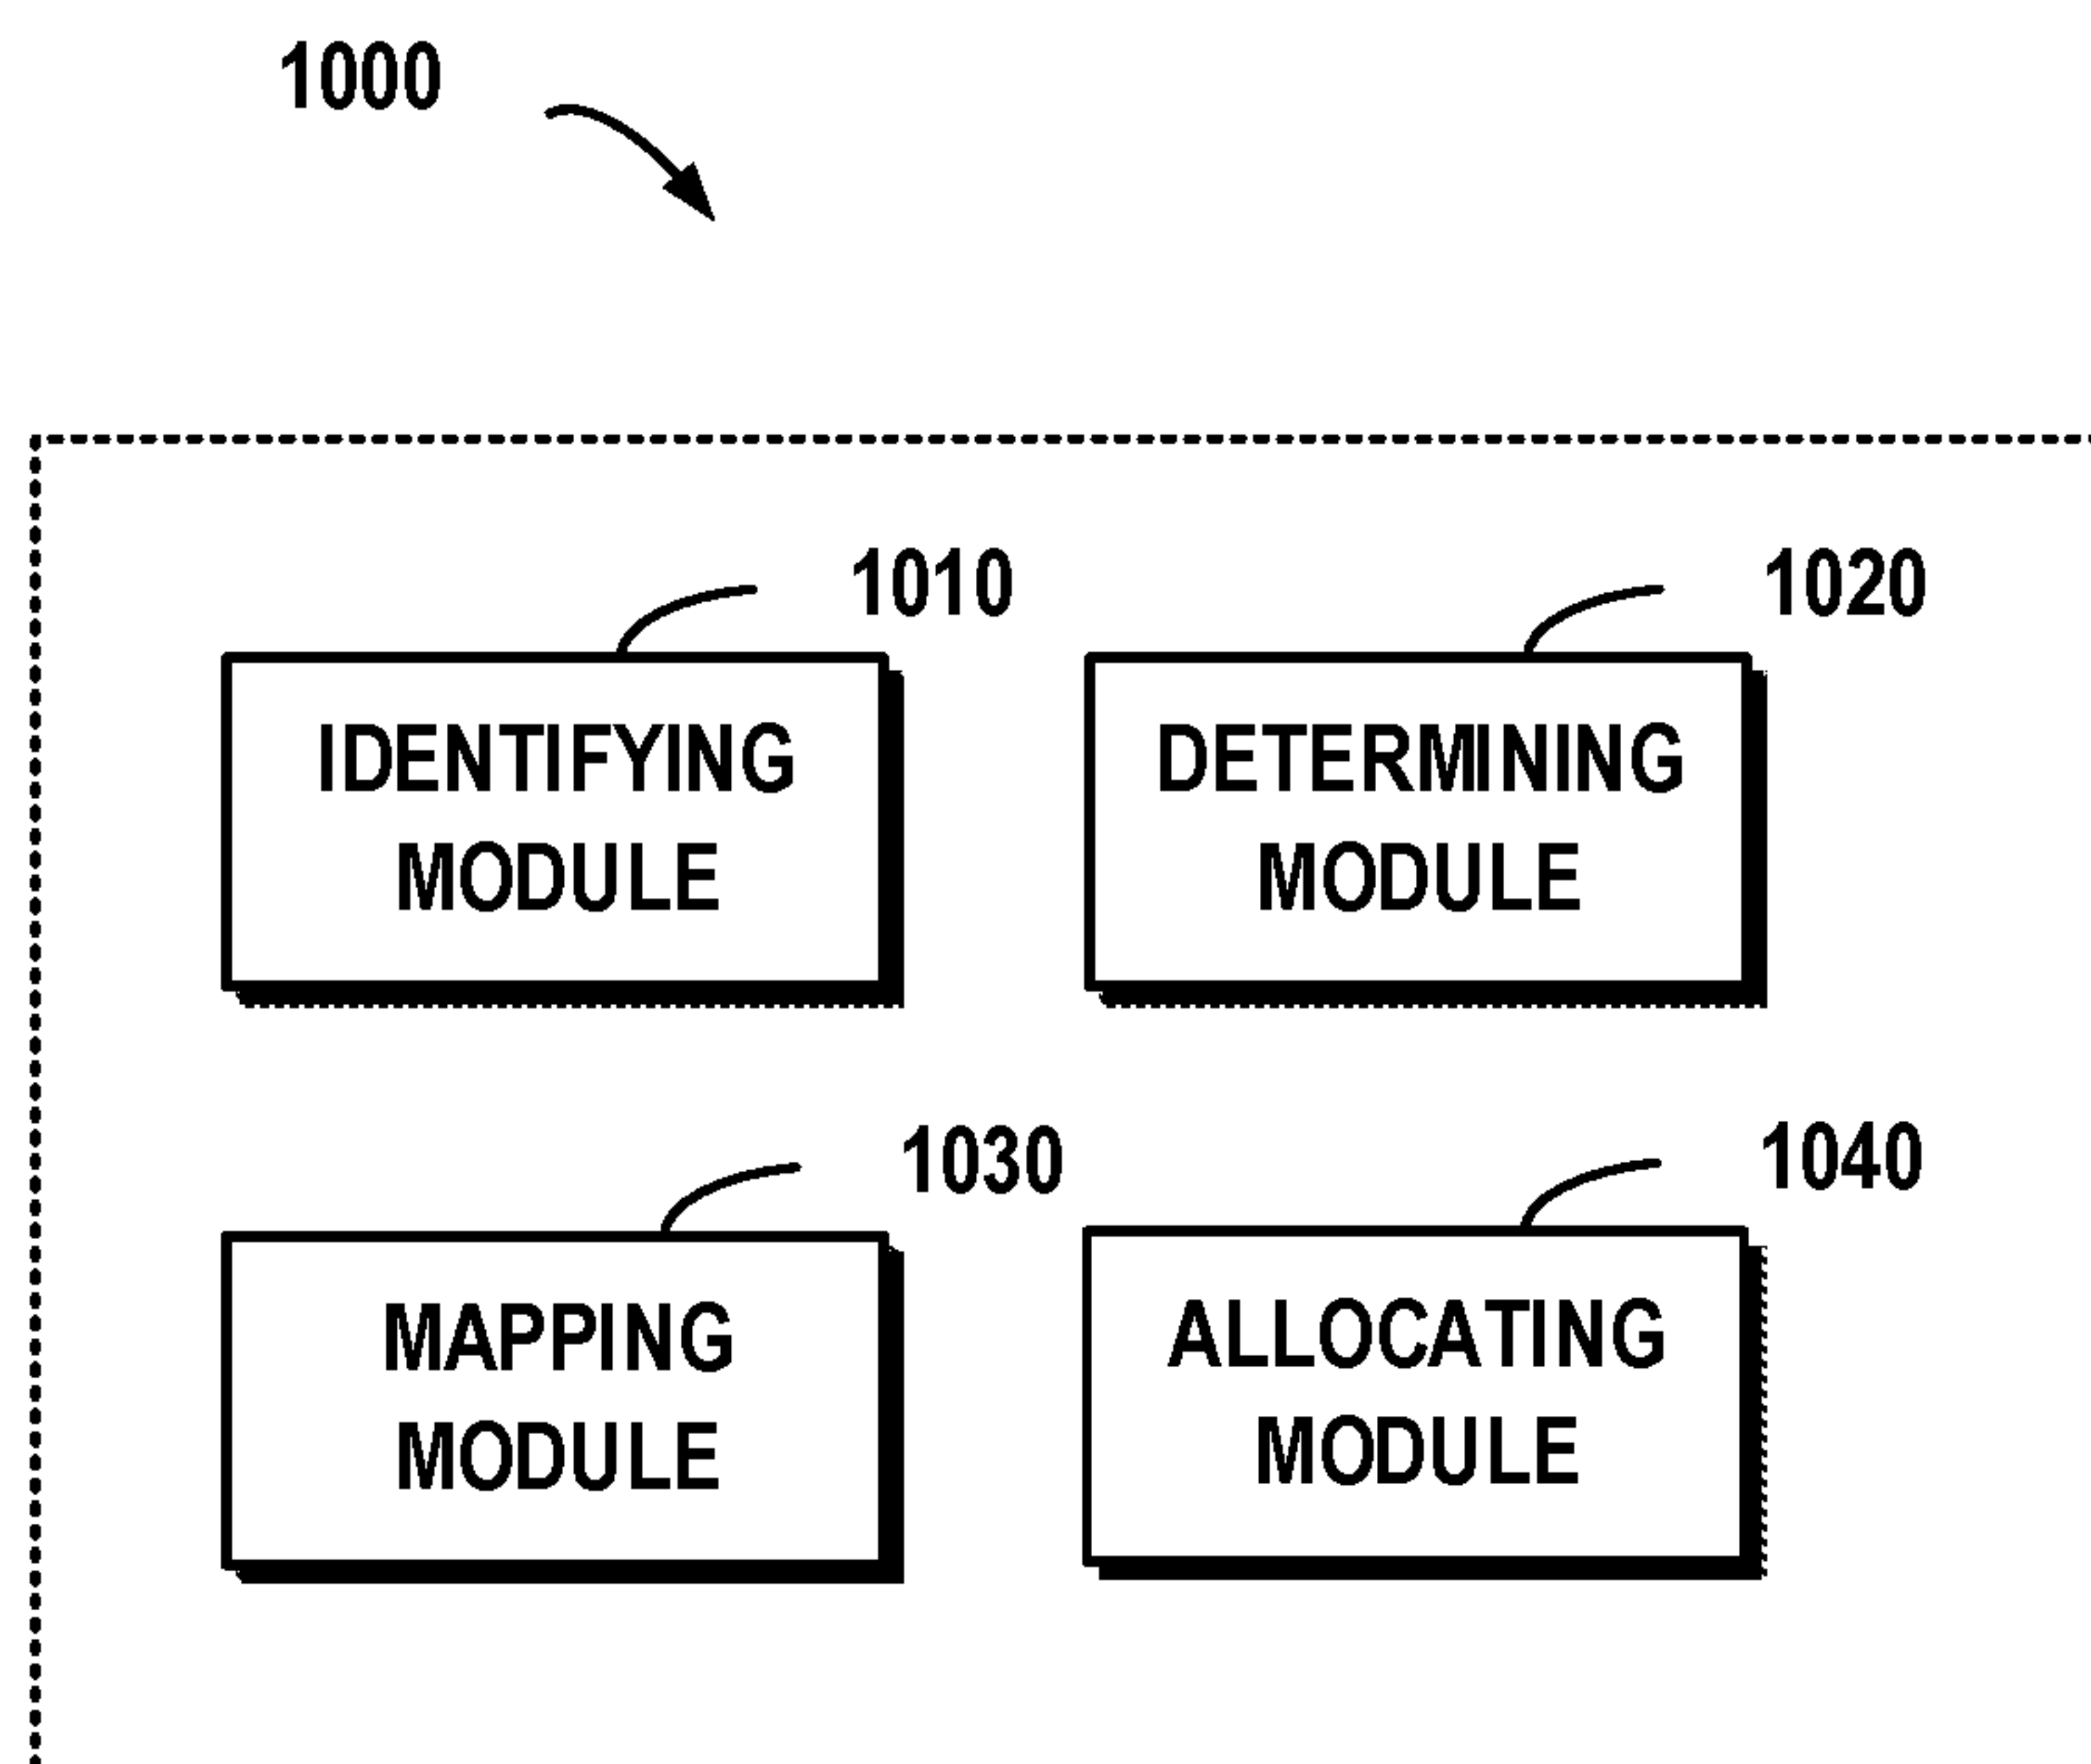 1000
1010
1020
IDENTIFYING
MODULE
DETERMINING
MODULE
1030
1040
MAPPING
MODULE
ALLOCATING
MODULE